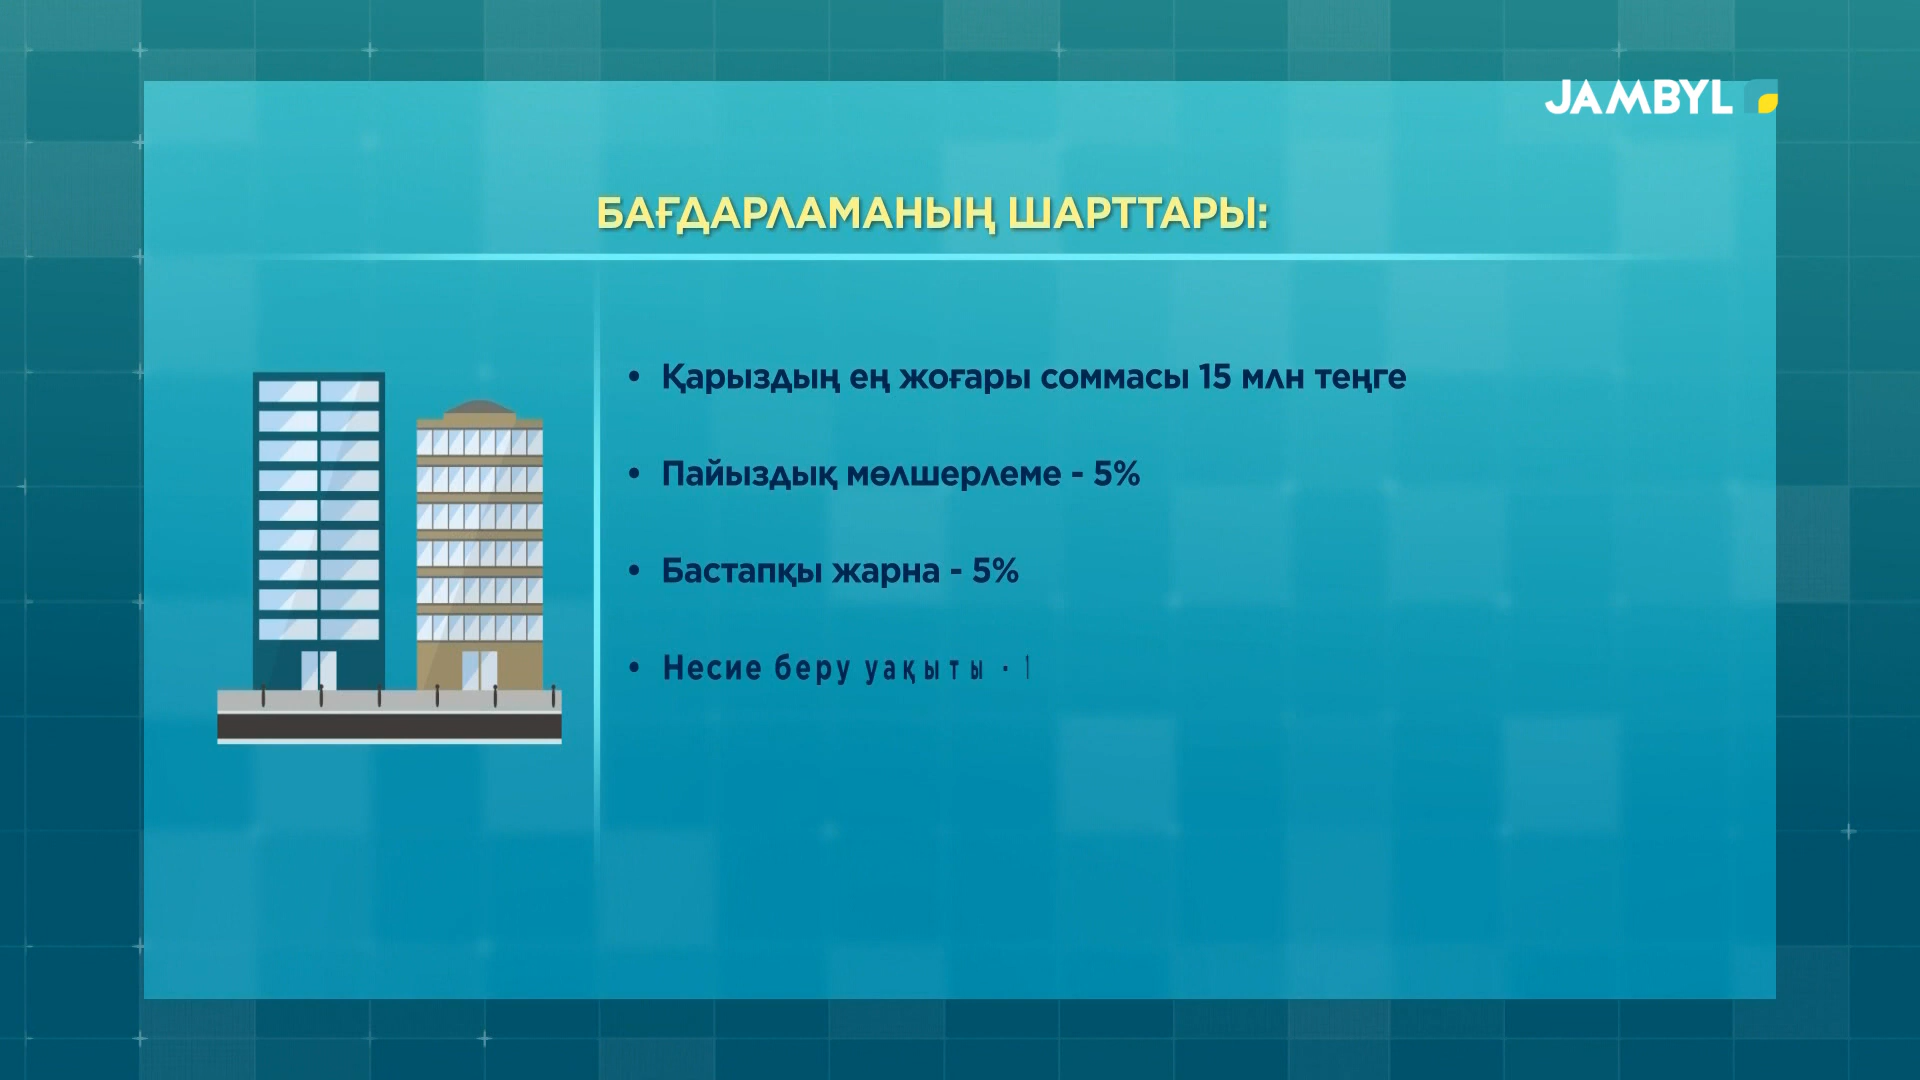 JAMBYL
БАҒДАРЛАМАНЫҢ ШАРТТАРЫ:
• Қарыздың ең жоғары соммасы 15 млн теңге
• Пайыздық мөлшерлеме - 5%
• Бастапқы жарна - 5%
• Несие беру уақыты - 1